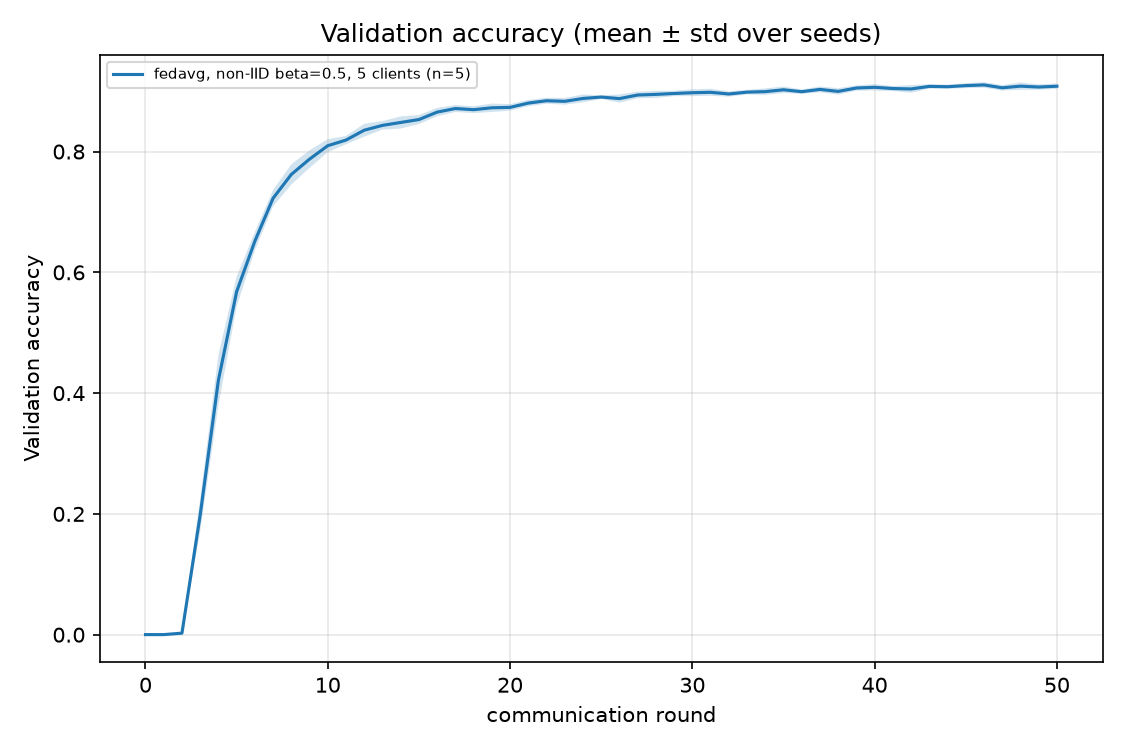 Validation accuracy (mean ± std over seeds)
fedavg, non-IID beta=0.5, 5 clients (n=5)
Validation accuracy
0.8
0.6
0.4
0.2
0.0
0 10 20 30 40 50
communication round